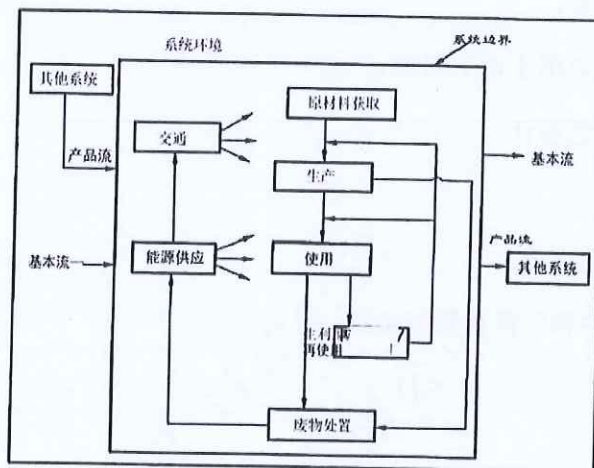 系统环境
系统边界
其他系统
产品流
基本流
交通
能源供应
原材料获取
生产
使用
再使用
废物处置
基本流
产品流
其他系统